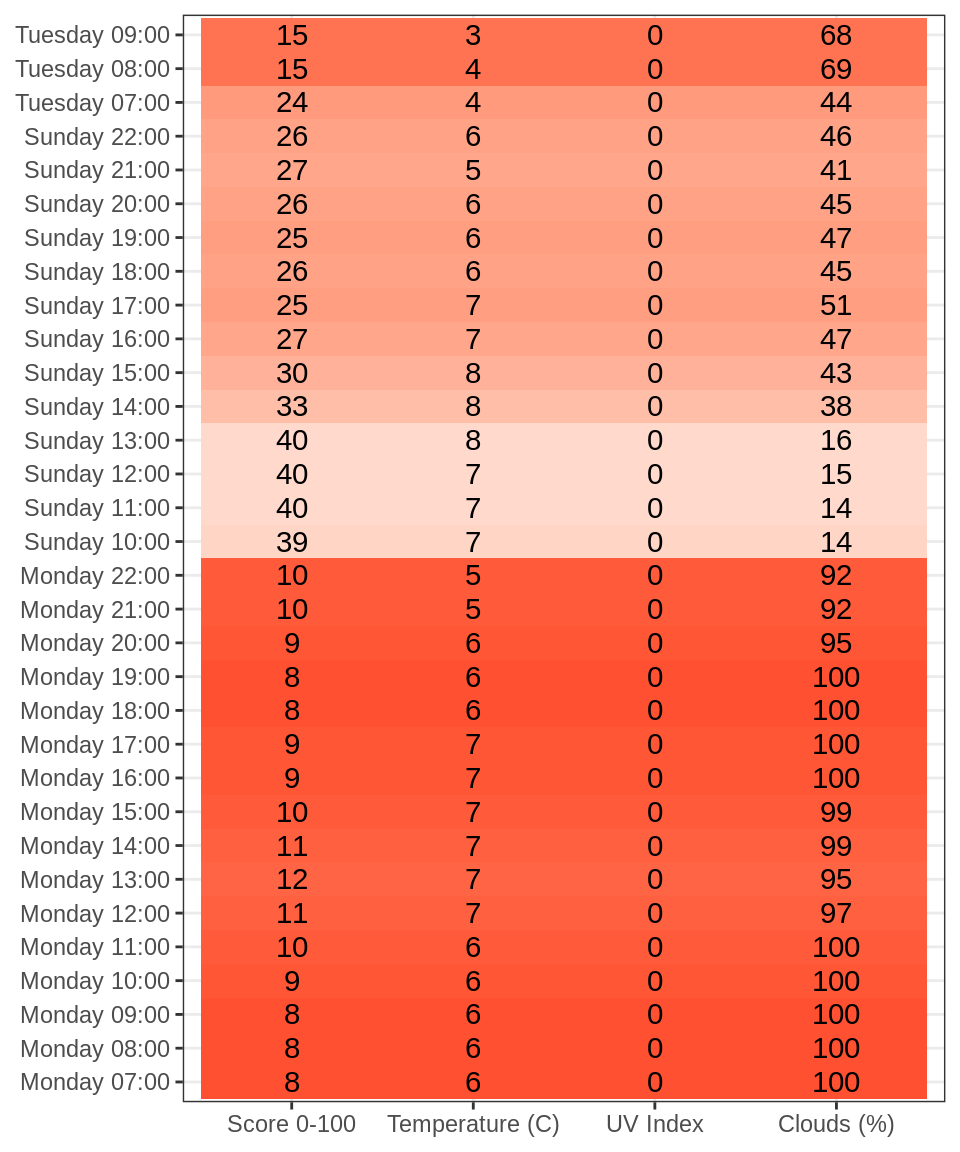 Tuesday 09:00 15 3 0 68
Tuesday 08:00 15 4 0 69
Tuesday 07:00 24 4 0 44
Sunday 22:00 26 6 0 46
Sunday 21:00 27 5 0 41
Sunday 20:00 26 6 0 45
Sunday 19:00 25 6 0 47
Sunday 18:00 26 6 0 45
Sunday 17:00 25 7 0 51
Sunday 16:00 27 7 0 47
Sunday 15:00 30 8 0 43
Sunday 14:00 33 8 0 38
Sunday 13:00 40 8 0 16
Sunday 12:00 40 7 0 15
Sunday 11:00 40 7 0 14
Sunday 10:00 39 7 0 14
Monday 22:00 10 5 0 92
Monday 21:00 10 5 0 92
Monday 20:00 9 6 0 95
Monday 19:00 8 6 0 100
Monday 18:00 8 6 0 100
Monday 17:00 9 7 0 100
Monday 16:00 9 7 0 100
Monday 15:00 10 7 0 99
Monday 14:00 11 7 0 99
Monday 13:00 12 7 0 95
Monday 12:00 11 7 0 97
Monday 11:00 10 6 0 100
Monday 10:00 9 6 0 100
Monday 09:00 8 6 0 100
Monday 08:00 8 6 0 100
Monday 07:00 8 6 0 100
Score 0-100 Temperature (C) UV Index Clouds (%)